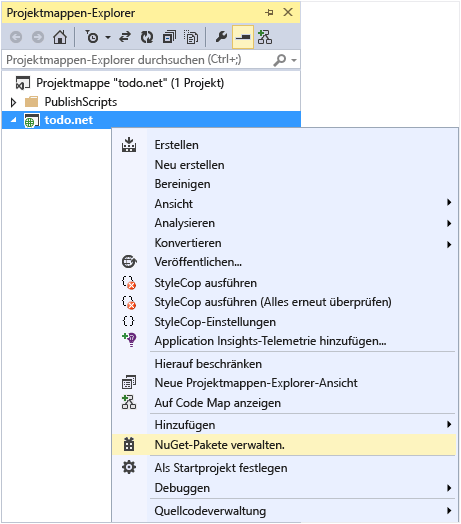 Projektmappen-Explorer
Projektmappen-Explorer durchsuchen (Ctrl+;)
Projektmappe "todo.net" (1 Projekt)
PublishScripts
todo.net
Erstellen
Neu erstellen
Bereinigen
Ansicht
Analysieren
Konvertieren
Veröffentlichen...
StyleCop ausführen
StyleCop ausführen (Alles erneut überprüfen)
StyleCop-Einstellungen
Application Insights-Telemetrie hinzufügen...
Hierauf beschränken
Neue Projektmappen-Explorer-Ansicht
Auf Code Map anzeigen
Hinzufügen
NuGet-Pakete verwalten.
Als Startprojekt festlegen
Debuggen
Quellcodeverwaltung